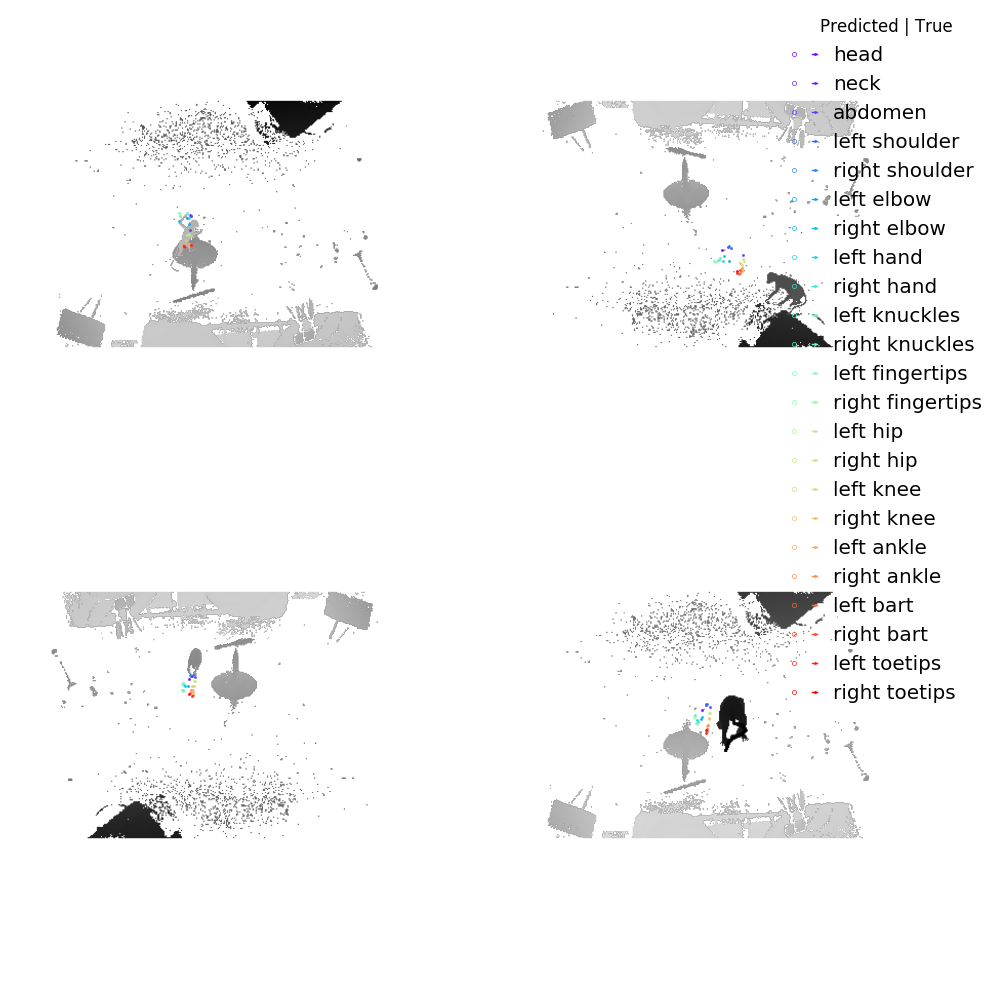 Predicted | True
head
neck
abdomen
left shoulder
right shoulder
left elbow
right elbow
left hand
right hand
left knuckles
right knuckles
left fingertips
right fingertips
left hip
right hip
left knee
right knee
left ankle
right ankle
left bart
right bart
left toetips
right toetips